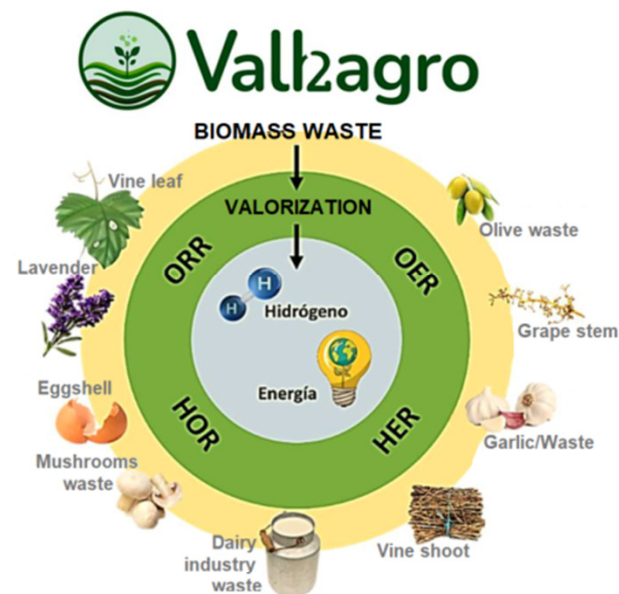 Valh2agro
BIOMASS WASTE
VALORIZATION
ORR
OER
HOR
HER
H
H
Hidrógeno
Energía
Vine leaf
Lavender
Eggshell
Mushrooms
waste
Dairy
industry
waste
Olive waste
Grape stem
Garlic/Waste
Vine shoot